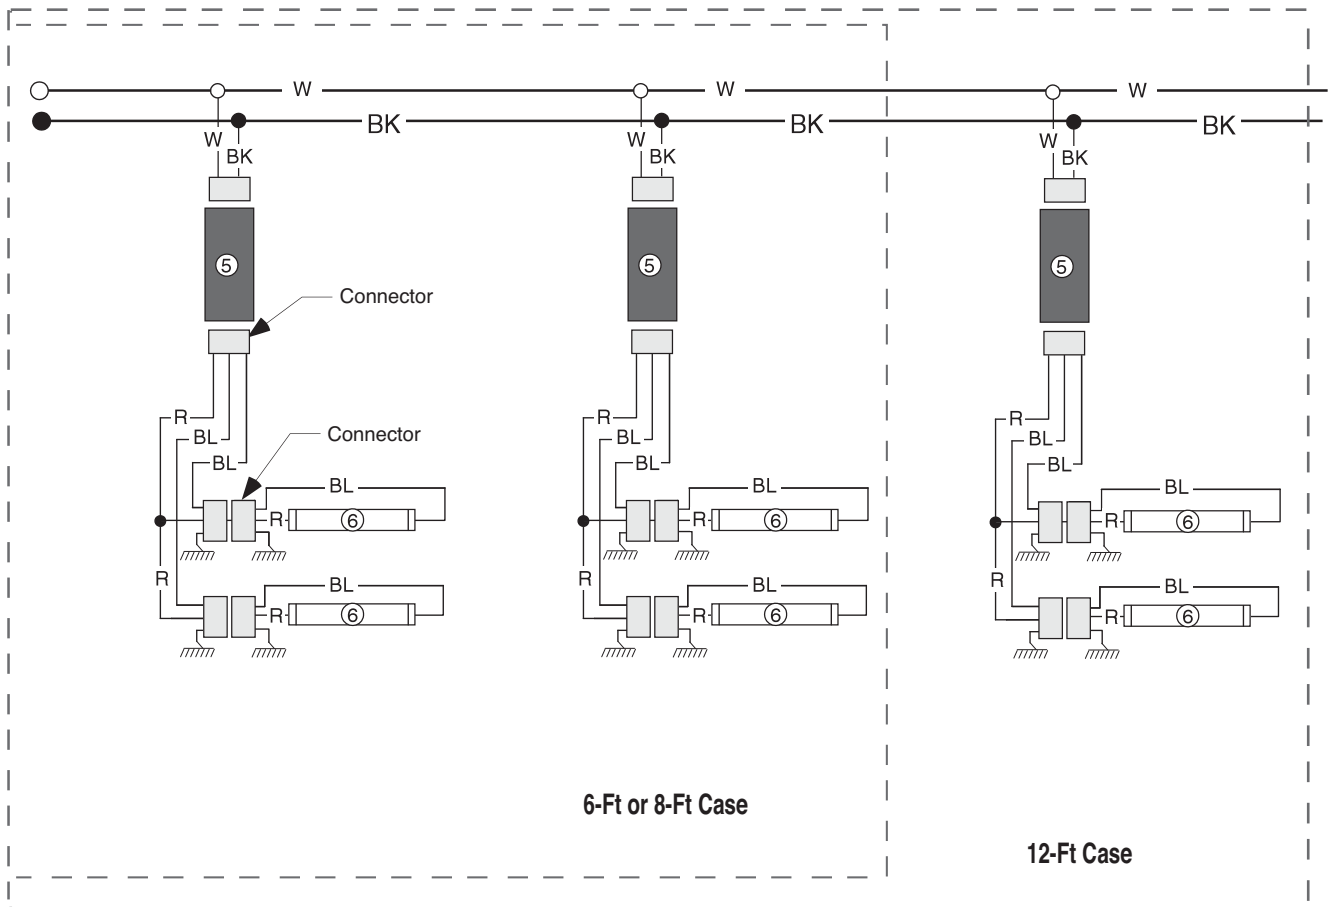 W W W
BK BK BK
W W W
BK BK BK
5 5 5
Connector
R R R
BL Connector BL BL
BL BL BL
BL BL BL
R 6 R 6 R 6
R R R
BL BL BL
R 6 R 6 R 6
6-Ft or 8-Ft Case
12-Ft Case